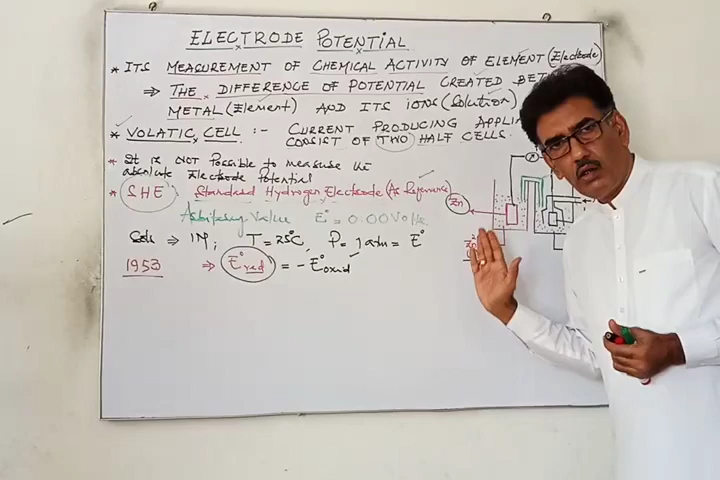 ELECTRODE POTENTIAL
* ITS MEASUREMENT OF CHEMICAL ACTIVITY OF ELEMENT (Electrode)
⇒ THE DIFFERENCE OF POTENTIAL CREATED BET
METAL (Element) AND ITS IONS (Solution)
* VOLATIC CELL :- CURRENT PRODUCING APPLI
CONSIST OF TWO HALF CELLS.
* It is NOT Possible to measure the
absolute Electrode Potential
* SHE: Standard Hydrogen Electrode (As Reference)
Arbitrary Value E° = 0.00 Volts
Soln ⇒ 1M; T = 25°C, P = 1 atm = E°
1953 ⇒ E°red = - E°oxid
Zn